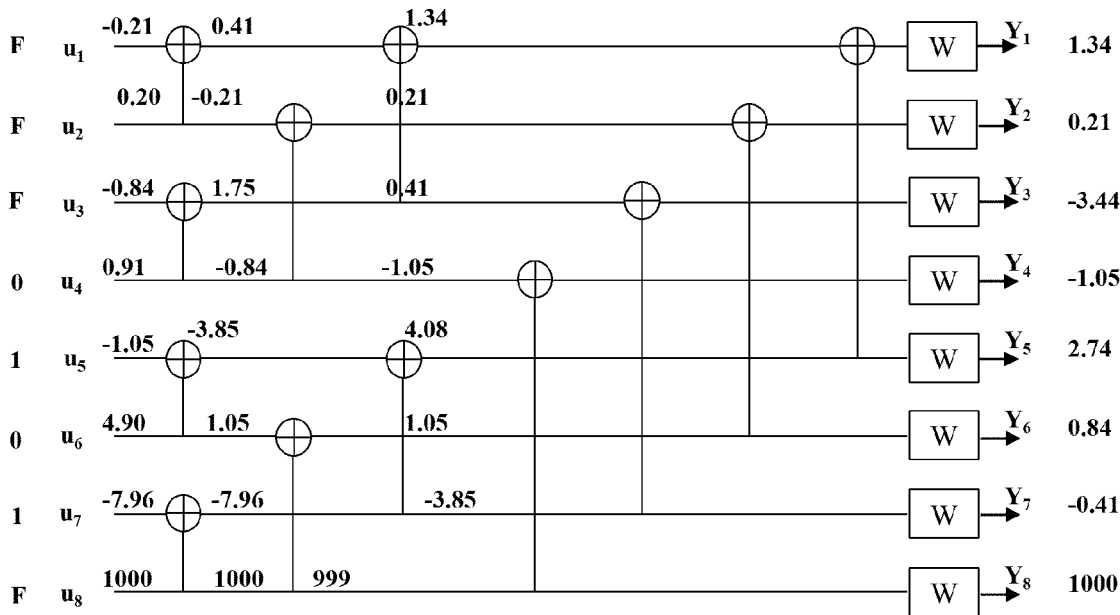 -0.21 0.41 1.34
F u1 W Y1 1.34
0.20 -0.21 0.21
F u2 W Y2 0.21
-0.84 1.75 0.41
F u3 W Y3 -3.44
0.91 -0.84 -1.05
0 u4 W Y4 -1.05
-1.05 -3.85 4.08
1 u5 W Y5 2.74
4.90 1.05 1.05
0 u6 W Y6 0.84
-7.96 -7.96 -3.85
1 u7 W Y7 -0.41
1000 1000 999
F u8 W Y8 1000